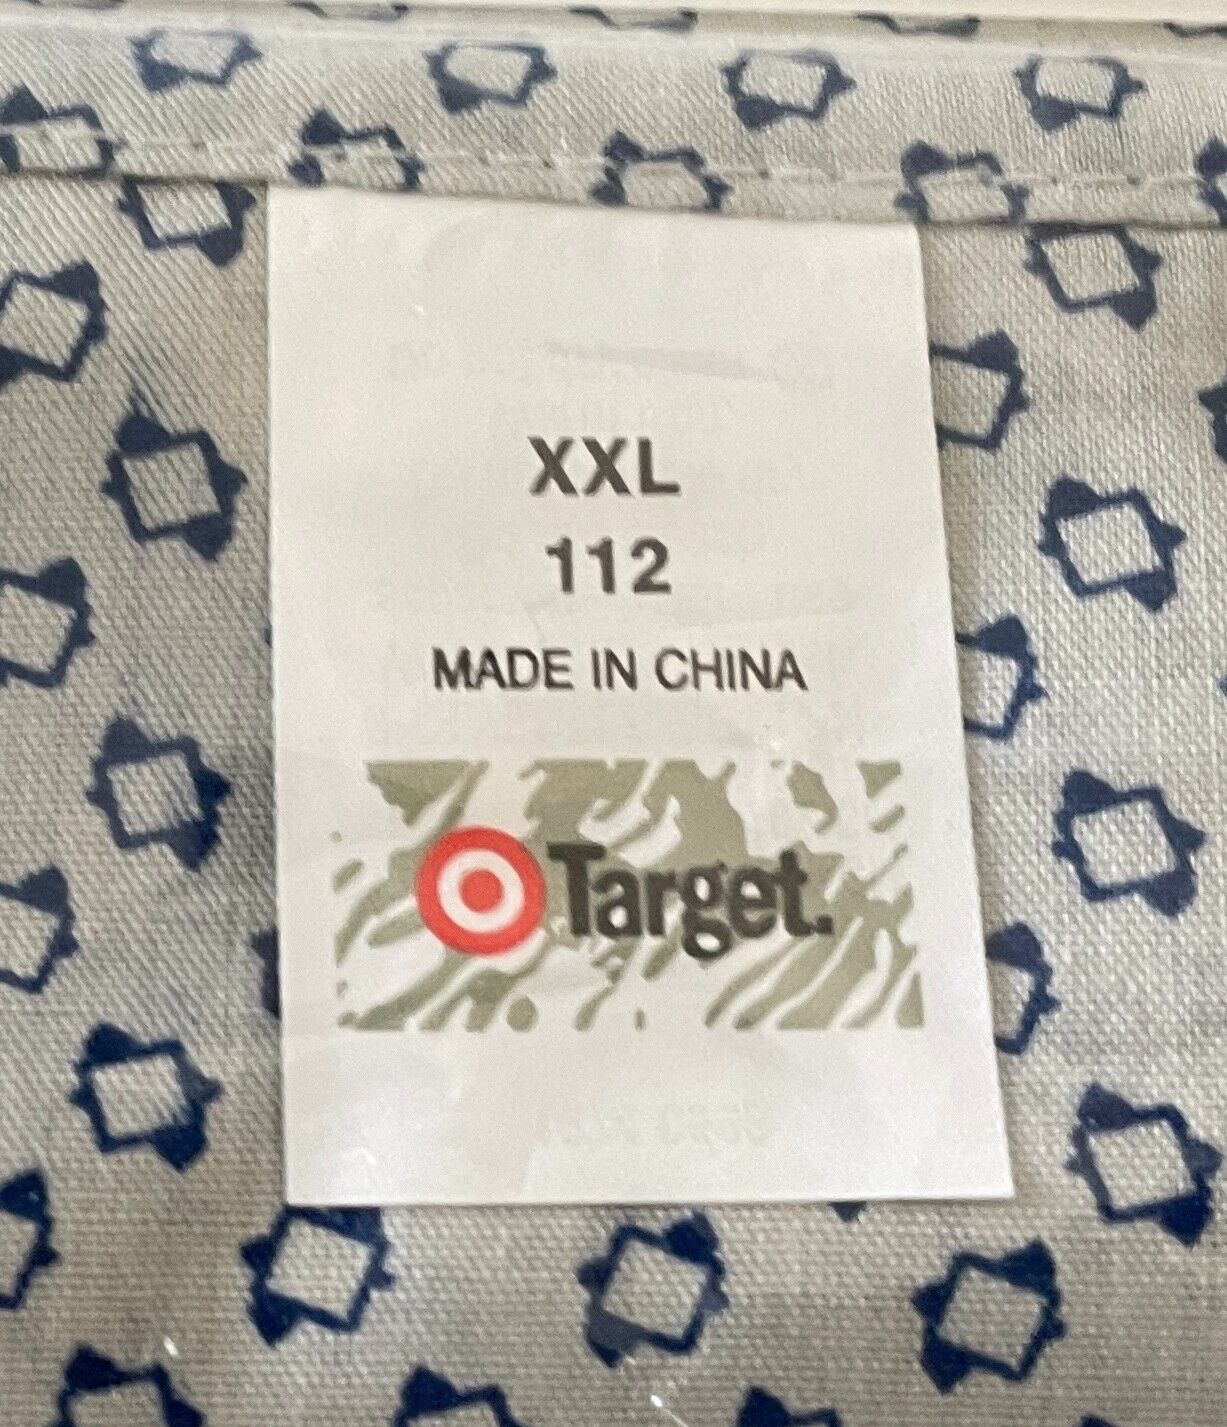 XXL
112
MADE IN CHINA
Target.